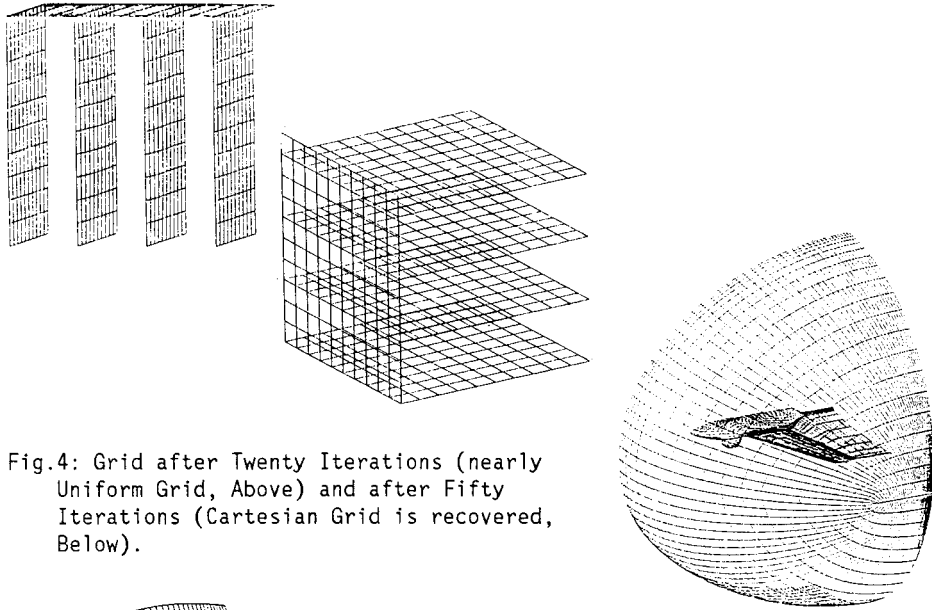 Fig.4: Grid after Twenty Iterations (nearly
Uniform Grid, Above) and after Fifty
Iterations (Cartesian Grid is recovered,
Below).